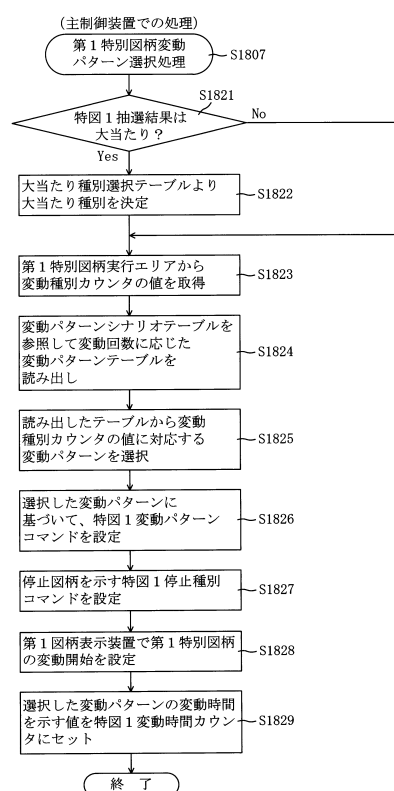 (主制御装置での処理)
第1特別図柄変動
パターン選択処理
S1807
S1821
特図1抽選結果は
大当たり？
No
Yes
大当たり種別選択テーブルより
大当たり種別を決定
S1822
第1特別図柄実行エリアから
変動種別カウンタの値を取得
S1823
変動パターンシナリオテーブルを
参照して変動回数に応じた
変動パターンテーブルを
読み出し
S1824
読み出したテーブルから変動
種別カウンタの値に対応する
変動パターンを選択
S1825
選択した変動パターンに
基づいて、特図1変動パターン
コマンドを設定
S1826
停止図柄を示す特図1停止種別
コマンドを設定
S1827
第1図柄表示装置で第1特別図柄
の変動開始を設定
S1828
選択した変動パターンの変動時間
を示す値を特図1変動時間カウン
タにセット
S1829
終 了